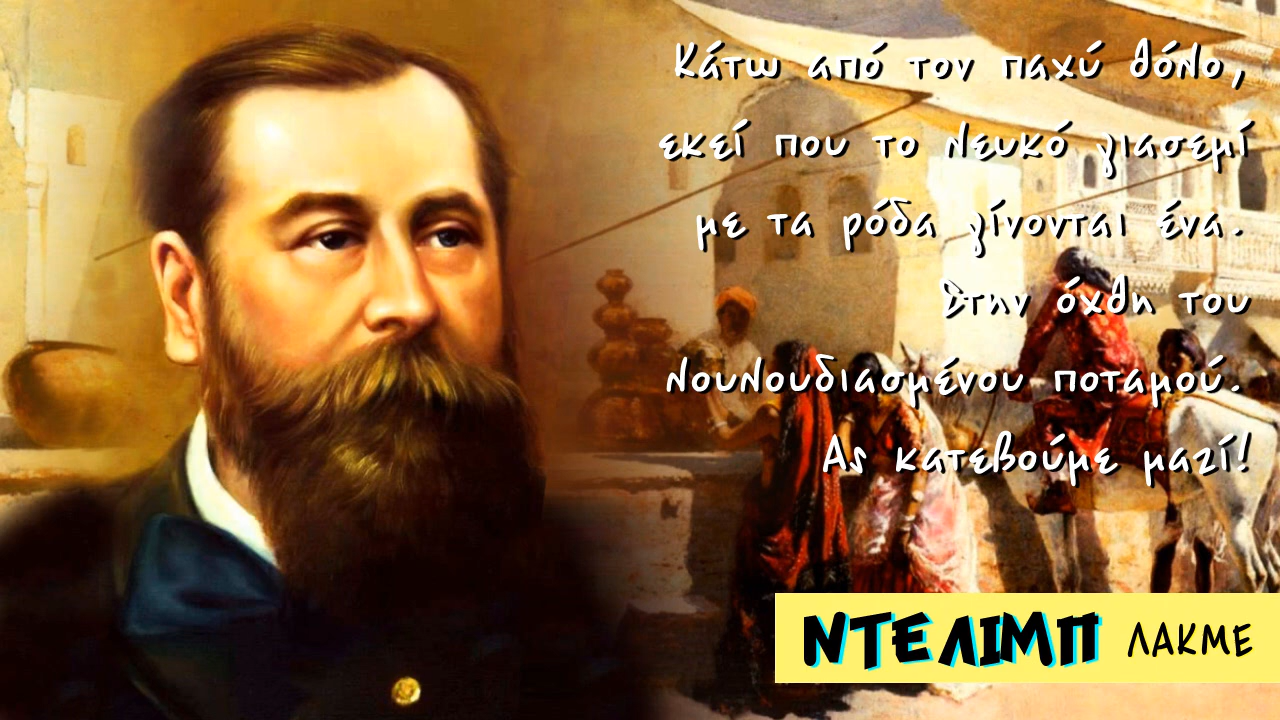 Κάτω από τον παχύ θόλο,
εκεί που το λευκό γιασεμί
με τα ρόδα γίνονται ένα.
Στην όχθη του
λουλουδιασμένου ποταμού.
Ας κατεβούμε μαζί!
ΝΤΕΛΙΜΠ ΛΑΚΜΕ